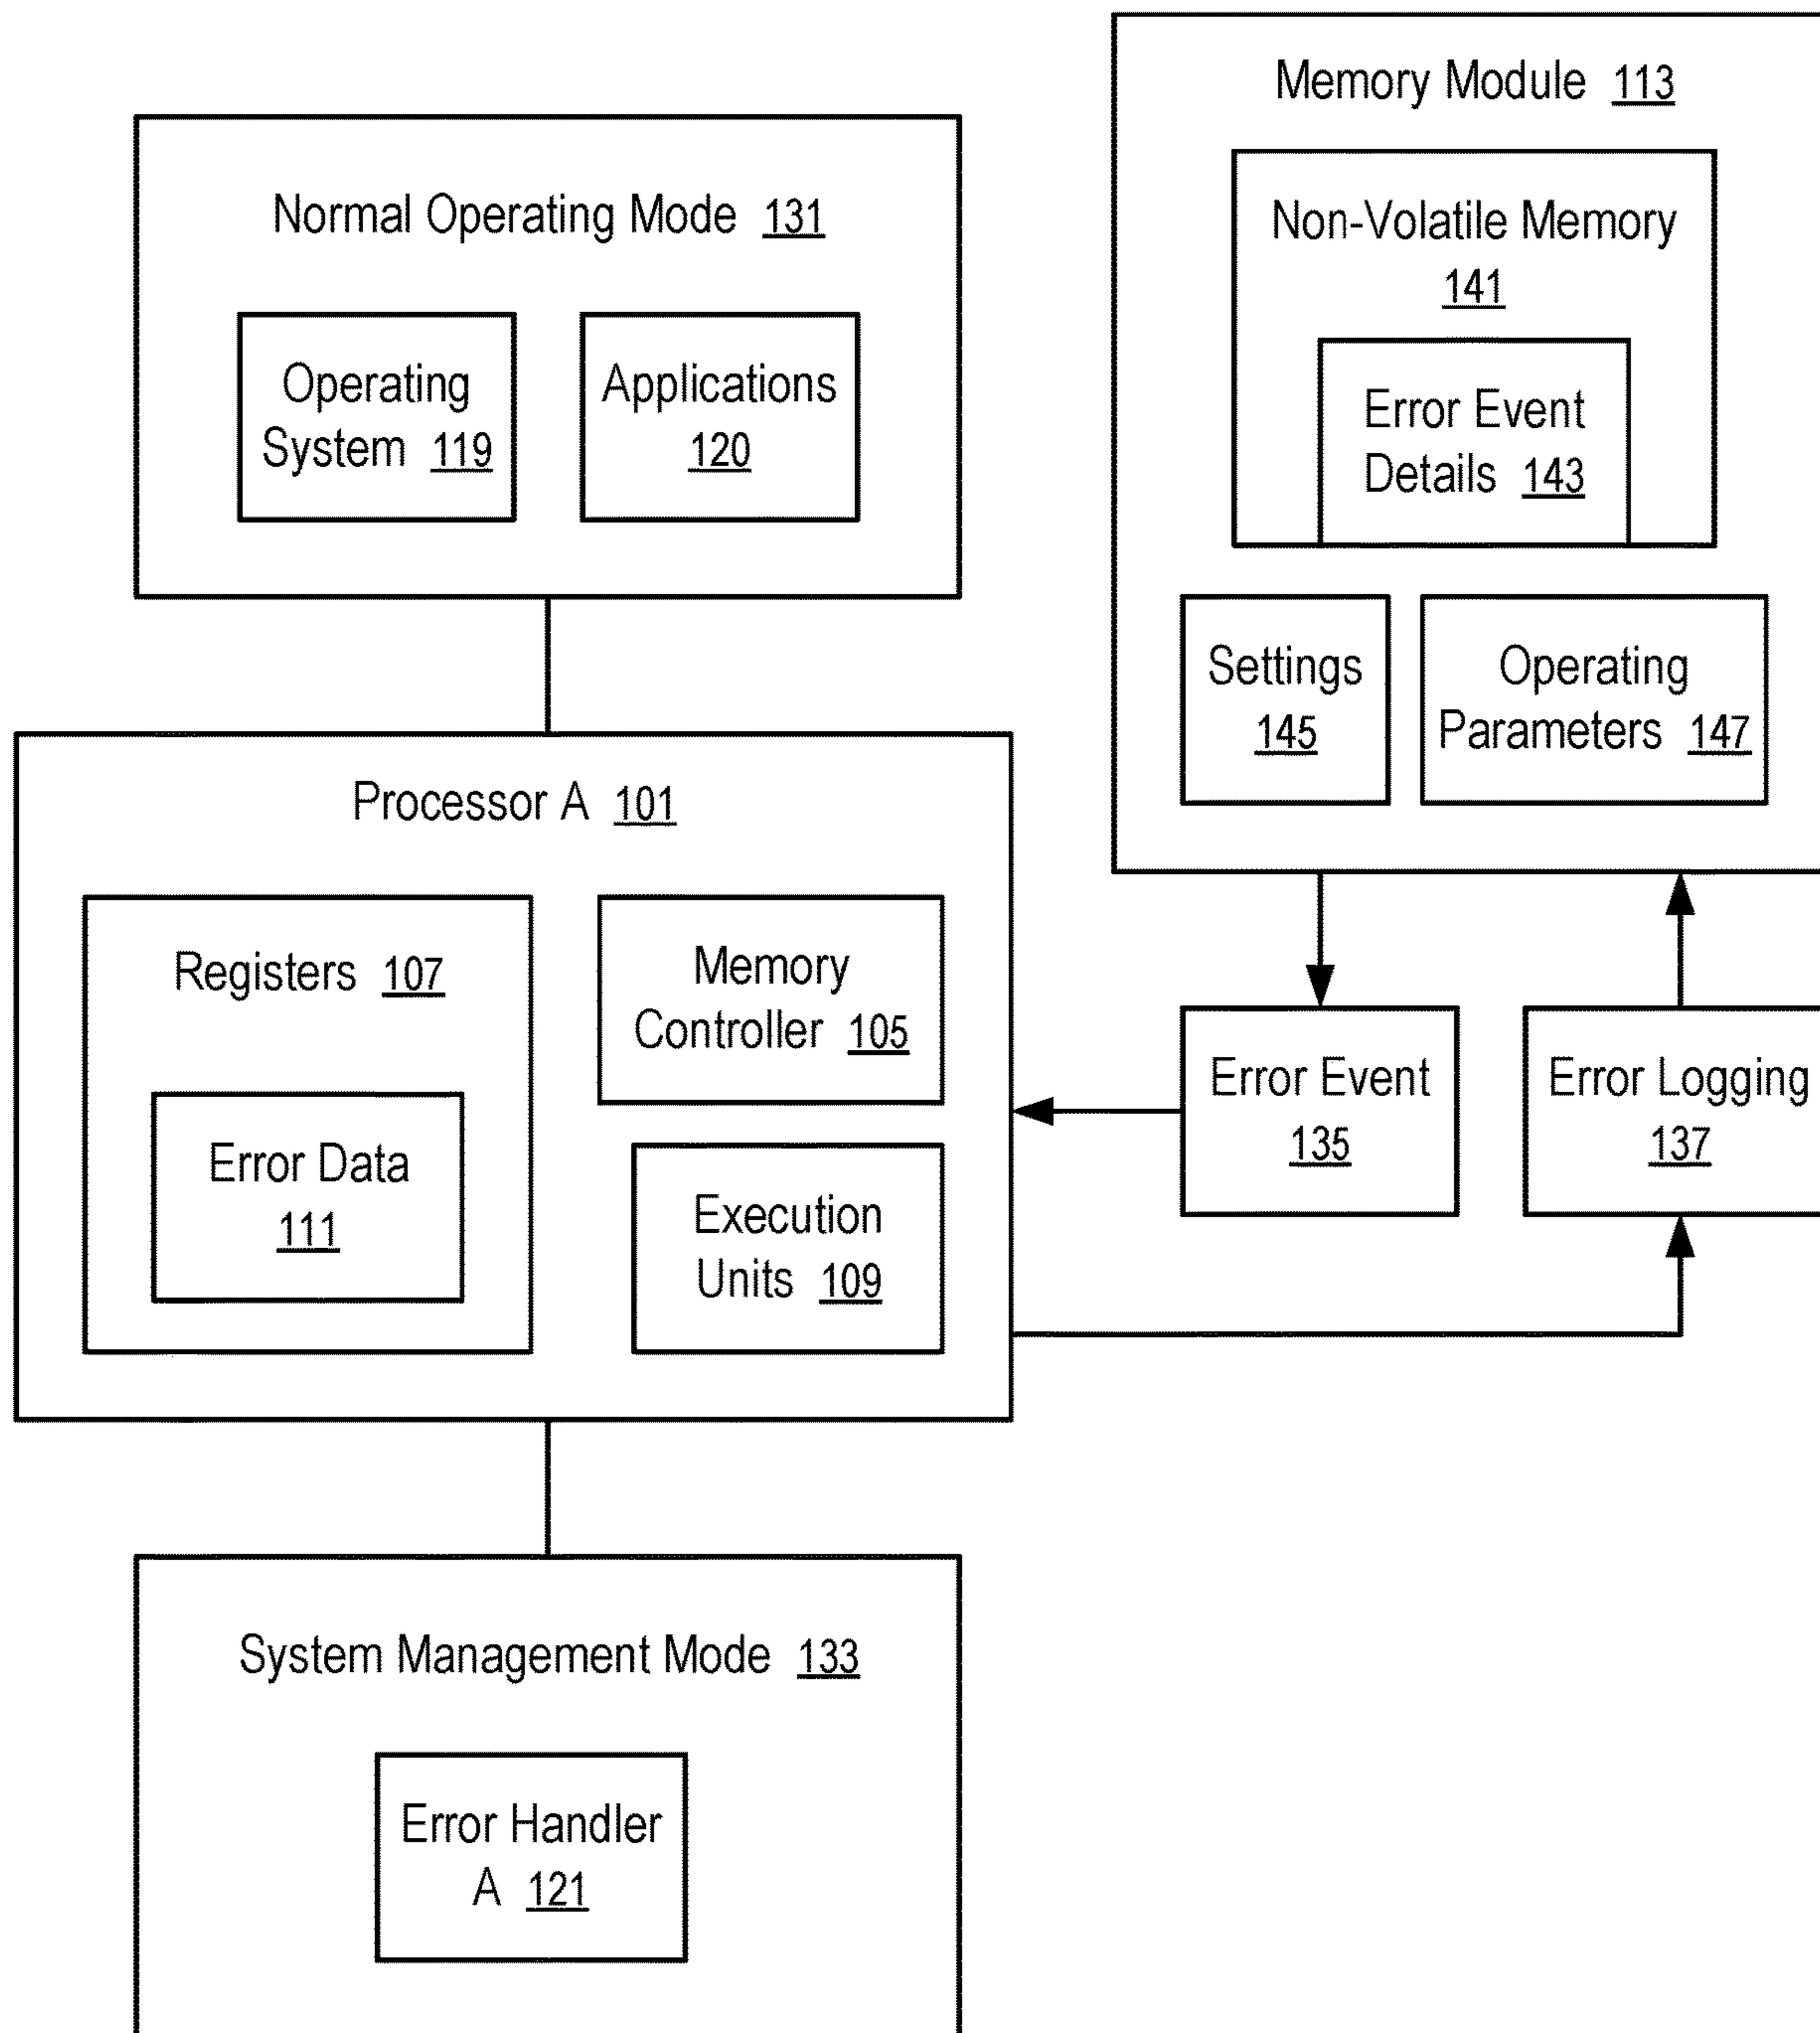 Memory Module 113
Non-Volatile Memory
141
Error Event
Details 143
Settings
145
Operating
Parameters 147
Normal Operating Mode 131
Operating
System 119
Applications
120
Processor A 101
Registers 107
Error Data
111
Memory
Controller 105
Execution
Units 109
Error Event
135
Error Logging
137
System Management Mode 133
Error Handler
A 121